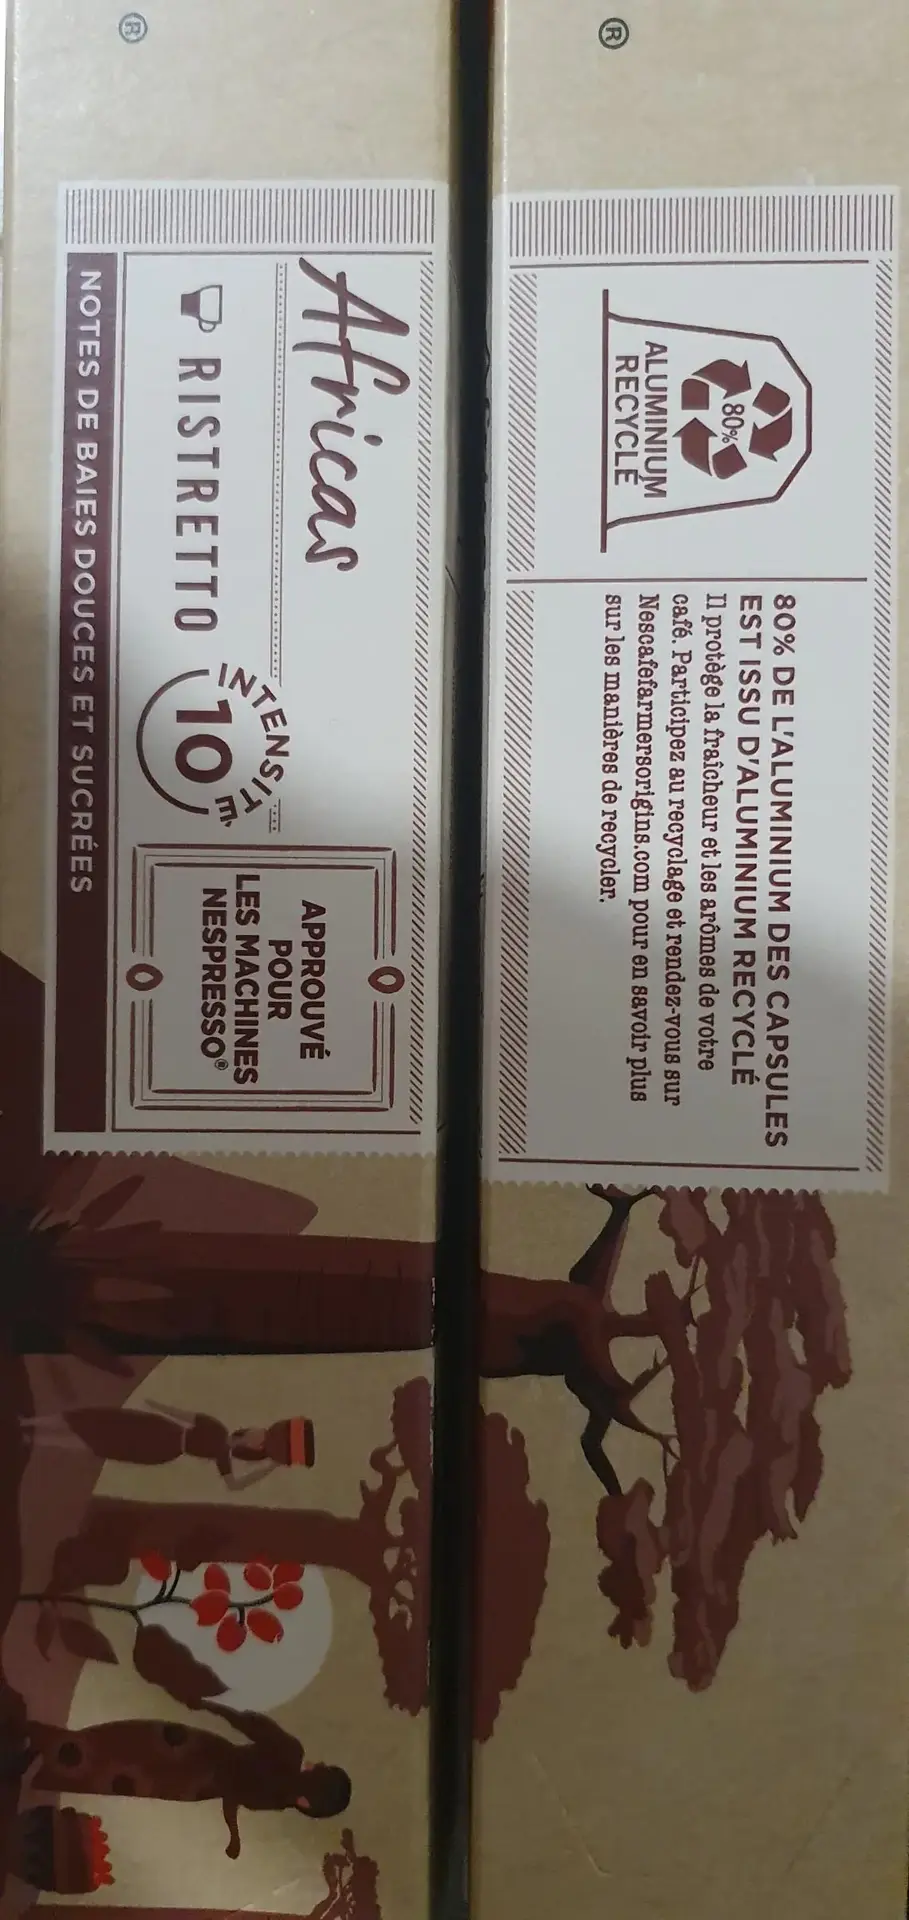 ®
80%
ALUMINIUM
RECYCLÉ
80% DE L'ALUMINIUM DES CAPSULES
EST ISSU D'ALUMINIUM RECYCLÉ
Il protège la fraîcheur et les arômes de votre
café. Participez au recyclage et rendez-vous sur
Nescafefarmersorigins.com pour en savoir plus
sur les manières de recycler.
®
Africas
RISTRETTO
INTENSITÉ
10
APPROUVÉ
POUR
LES MACHINES
NESPRESSO®
NOTES DE BAIES DOUCES ET SUCRÉES